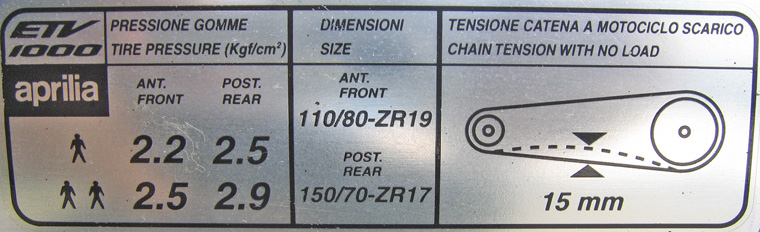 ETV
1000
aprilia
PRESSIONE GOMME
TIRE PRESSURE (Kgf/cm²)
ANT.
FRONT
POST.
REAR
2.2 2.5
2.5 2.9
DIMENSIONI
SIZE
ANT.
FRONT
110/80-ZR19
POST.
REAR
150/70-ZR17
TENSIONE CATENA A MOTOCICLO SCARICO
CHAIN TENSION WITH NO LOAD
15 mm